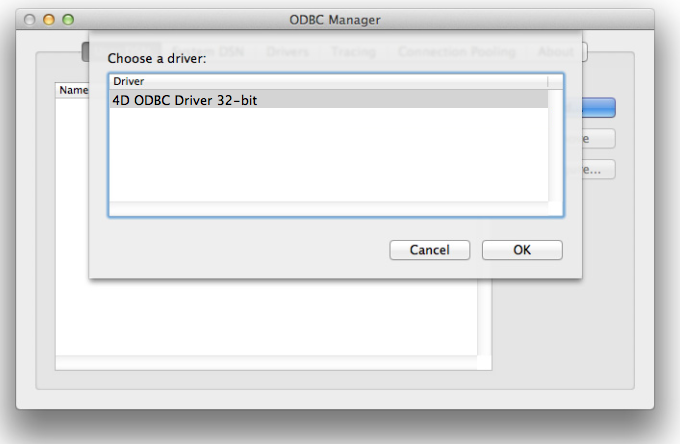 ODBC Manager
System DSN Drivers Tracing Connection Pooling About
Choose a driver:
Name
Driver
4D ODBC Driver 32-bit
Cancel OK